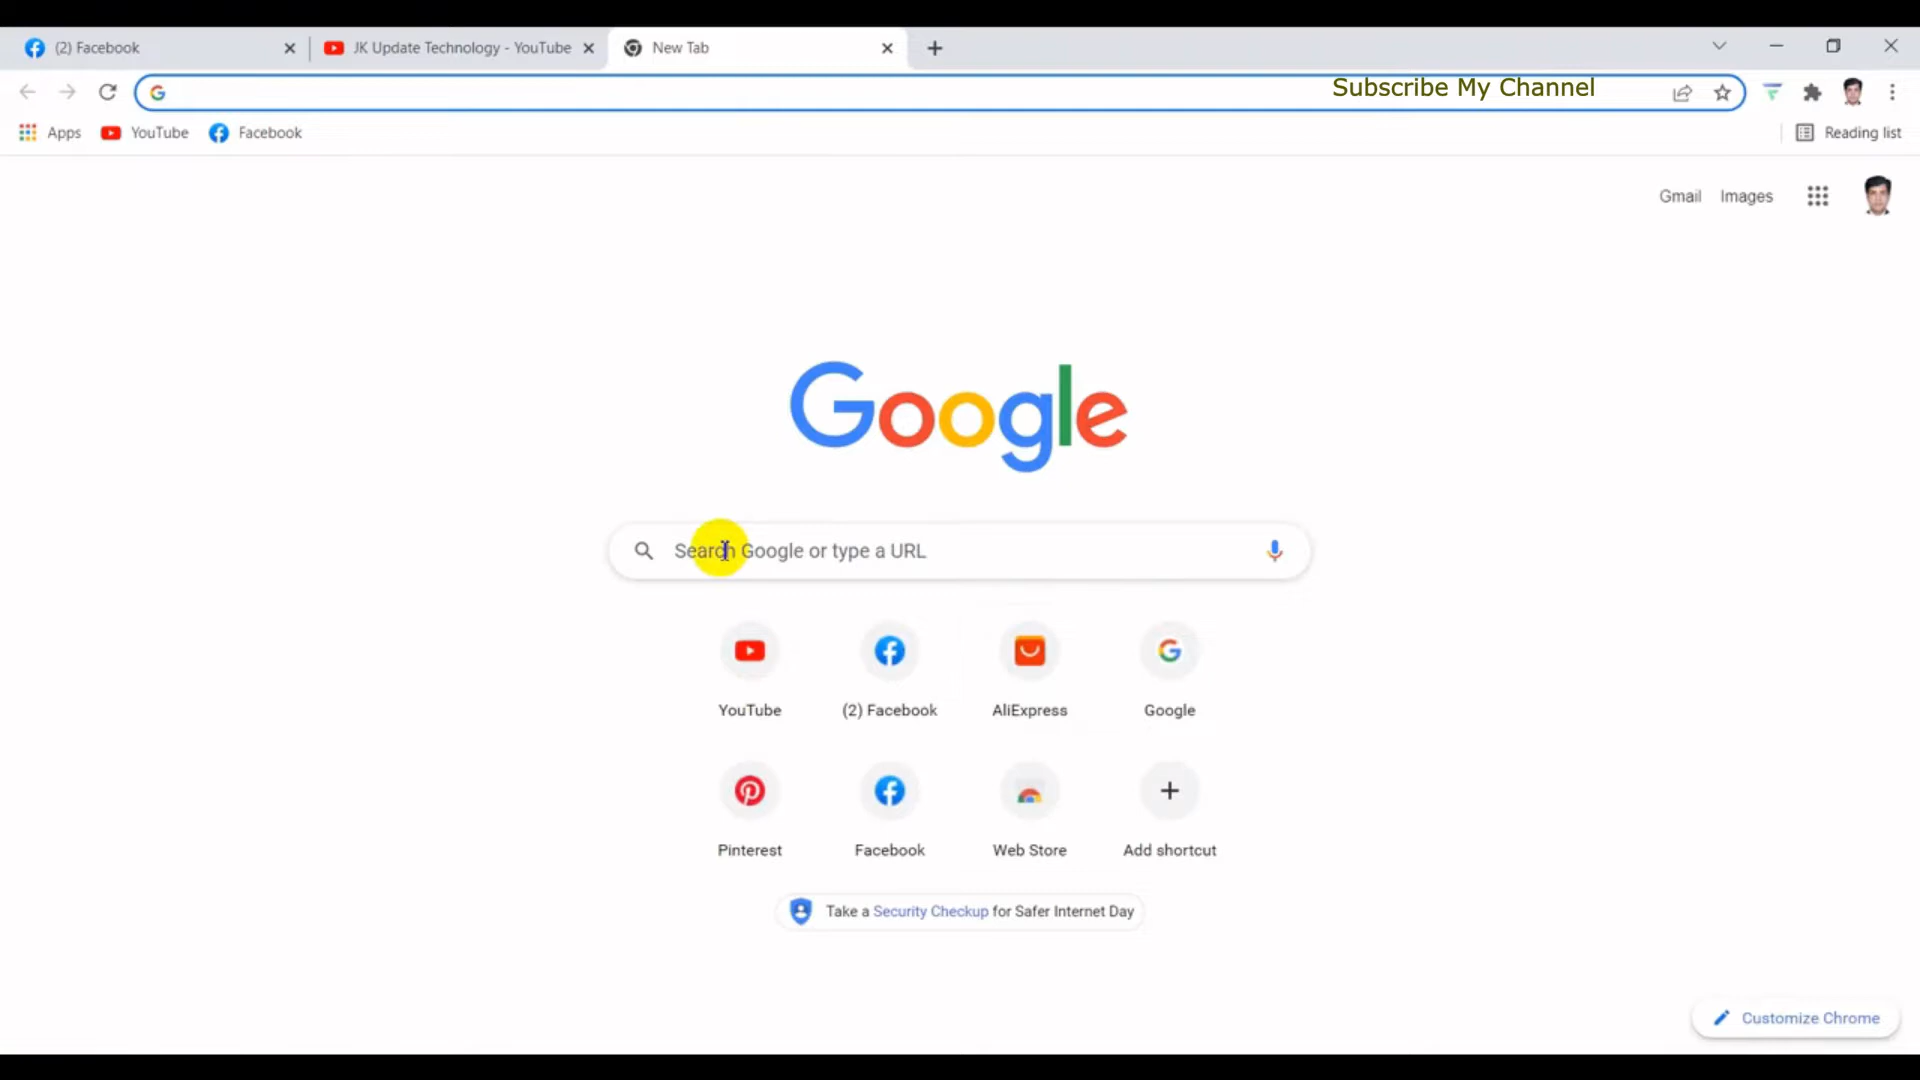 (2) Facebook
JK Update Technology - YouTube
New Tab
Subscribe My Channel
Apps
YouTube
Facebook
Reading list
Gmail
Images
Google
Search Google or type a URL
YouTube
(2) Facebook
AliExpress
Google
Pinterest
Facebook
Web Store
Add shortcut
Take a Security Checkup for Safer Internet Day
Customize Chrome